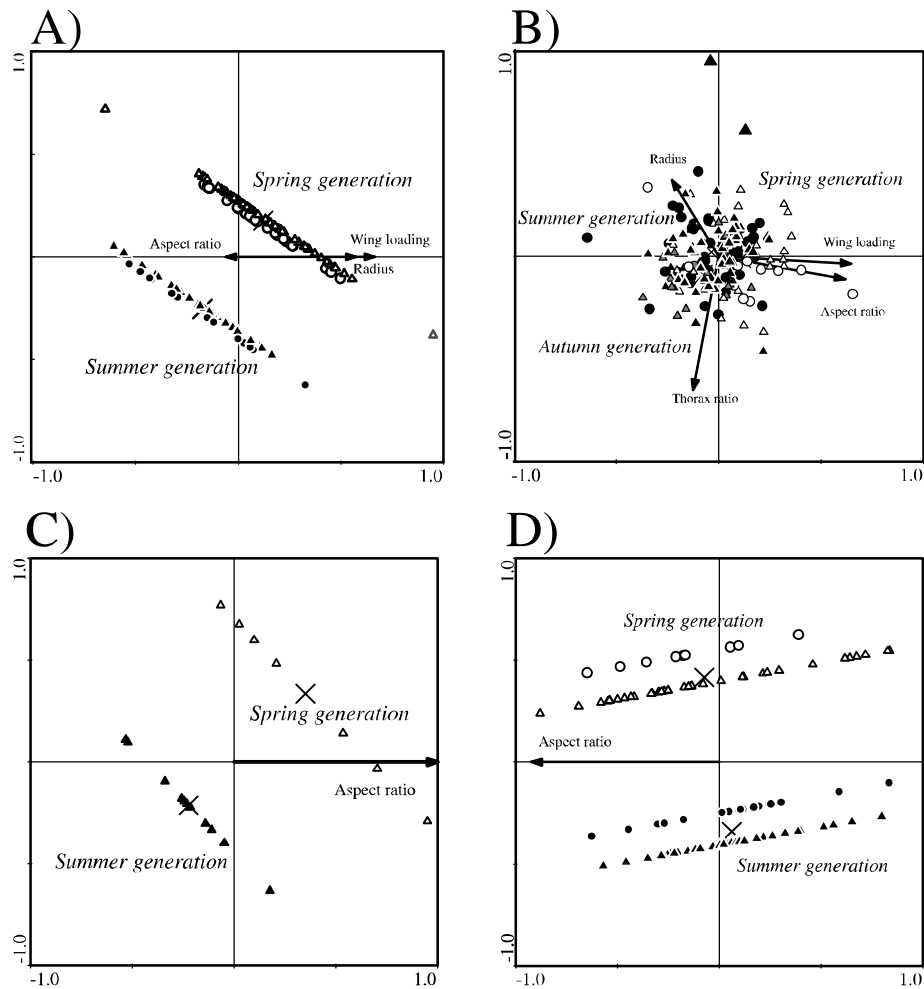 A)
1.0
Spring generation
Aspect ratio
Wing loading
Radius
Summer generation
-1.0
-1.0
1.0
B)
1.0
Radius
Spring generation
Summer generation
Wing loading
Aspect ratio
Autumn generation
Thorax ratio
-1.0
-1.0
1.0
C)
1.0
Spring generation
Aspect ratio
Summer generation
-1.0
-1.0
1.0
D)
1.0
Spring generation
Aspect ratio
Summer generation
-1.0
-1.0
1.0